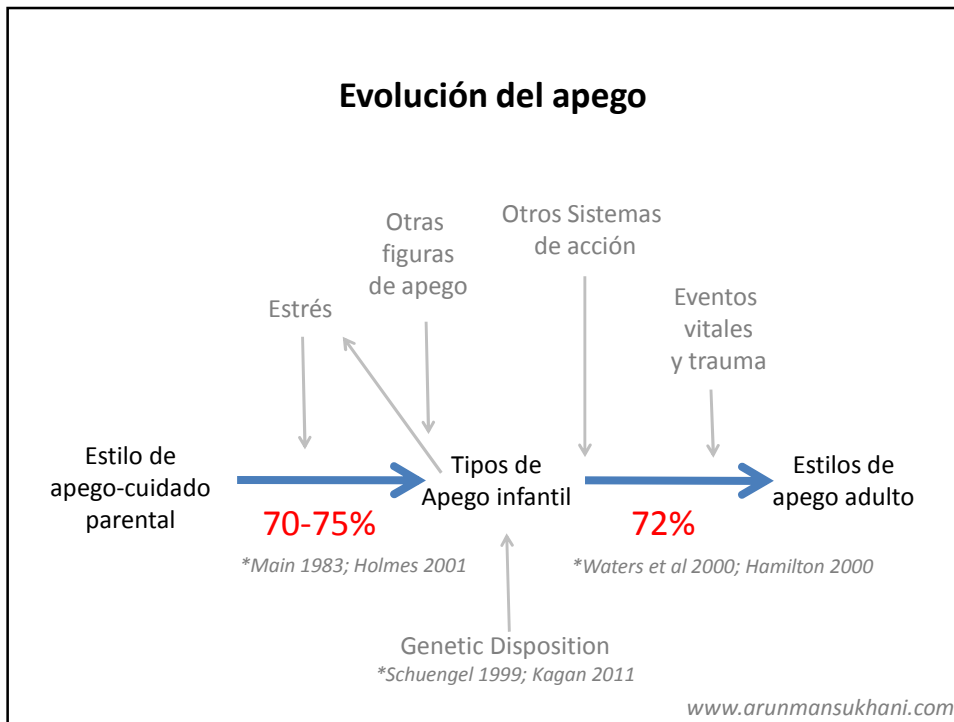 Evolución del apego
Otras
figuras
de apego
Otros Sistemas
de acción
Estrés
Eventos
vitales
y trauma
Estilo de
apego-cuidado
parental
Tipos de
Apego infantil
Estilos de
apego adulto
70-75%
72%
*Main 1983; Holmes 2001
*Waters et al 2000; Hamilton 2000
Genetic Disposition
*Schuengel 1999; Kagan 2011
www.arunmansukhani.com